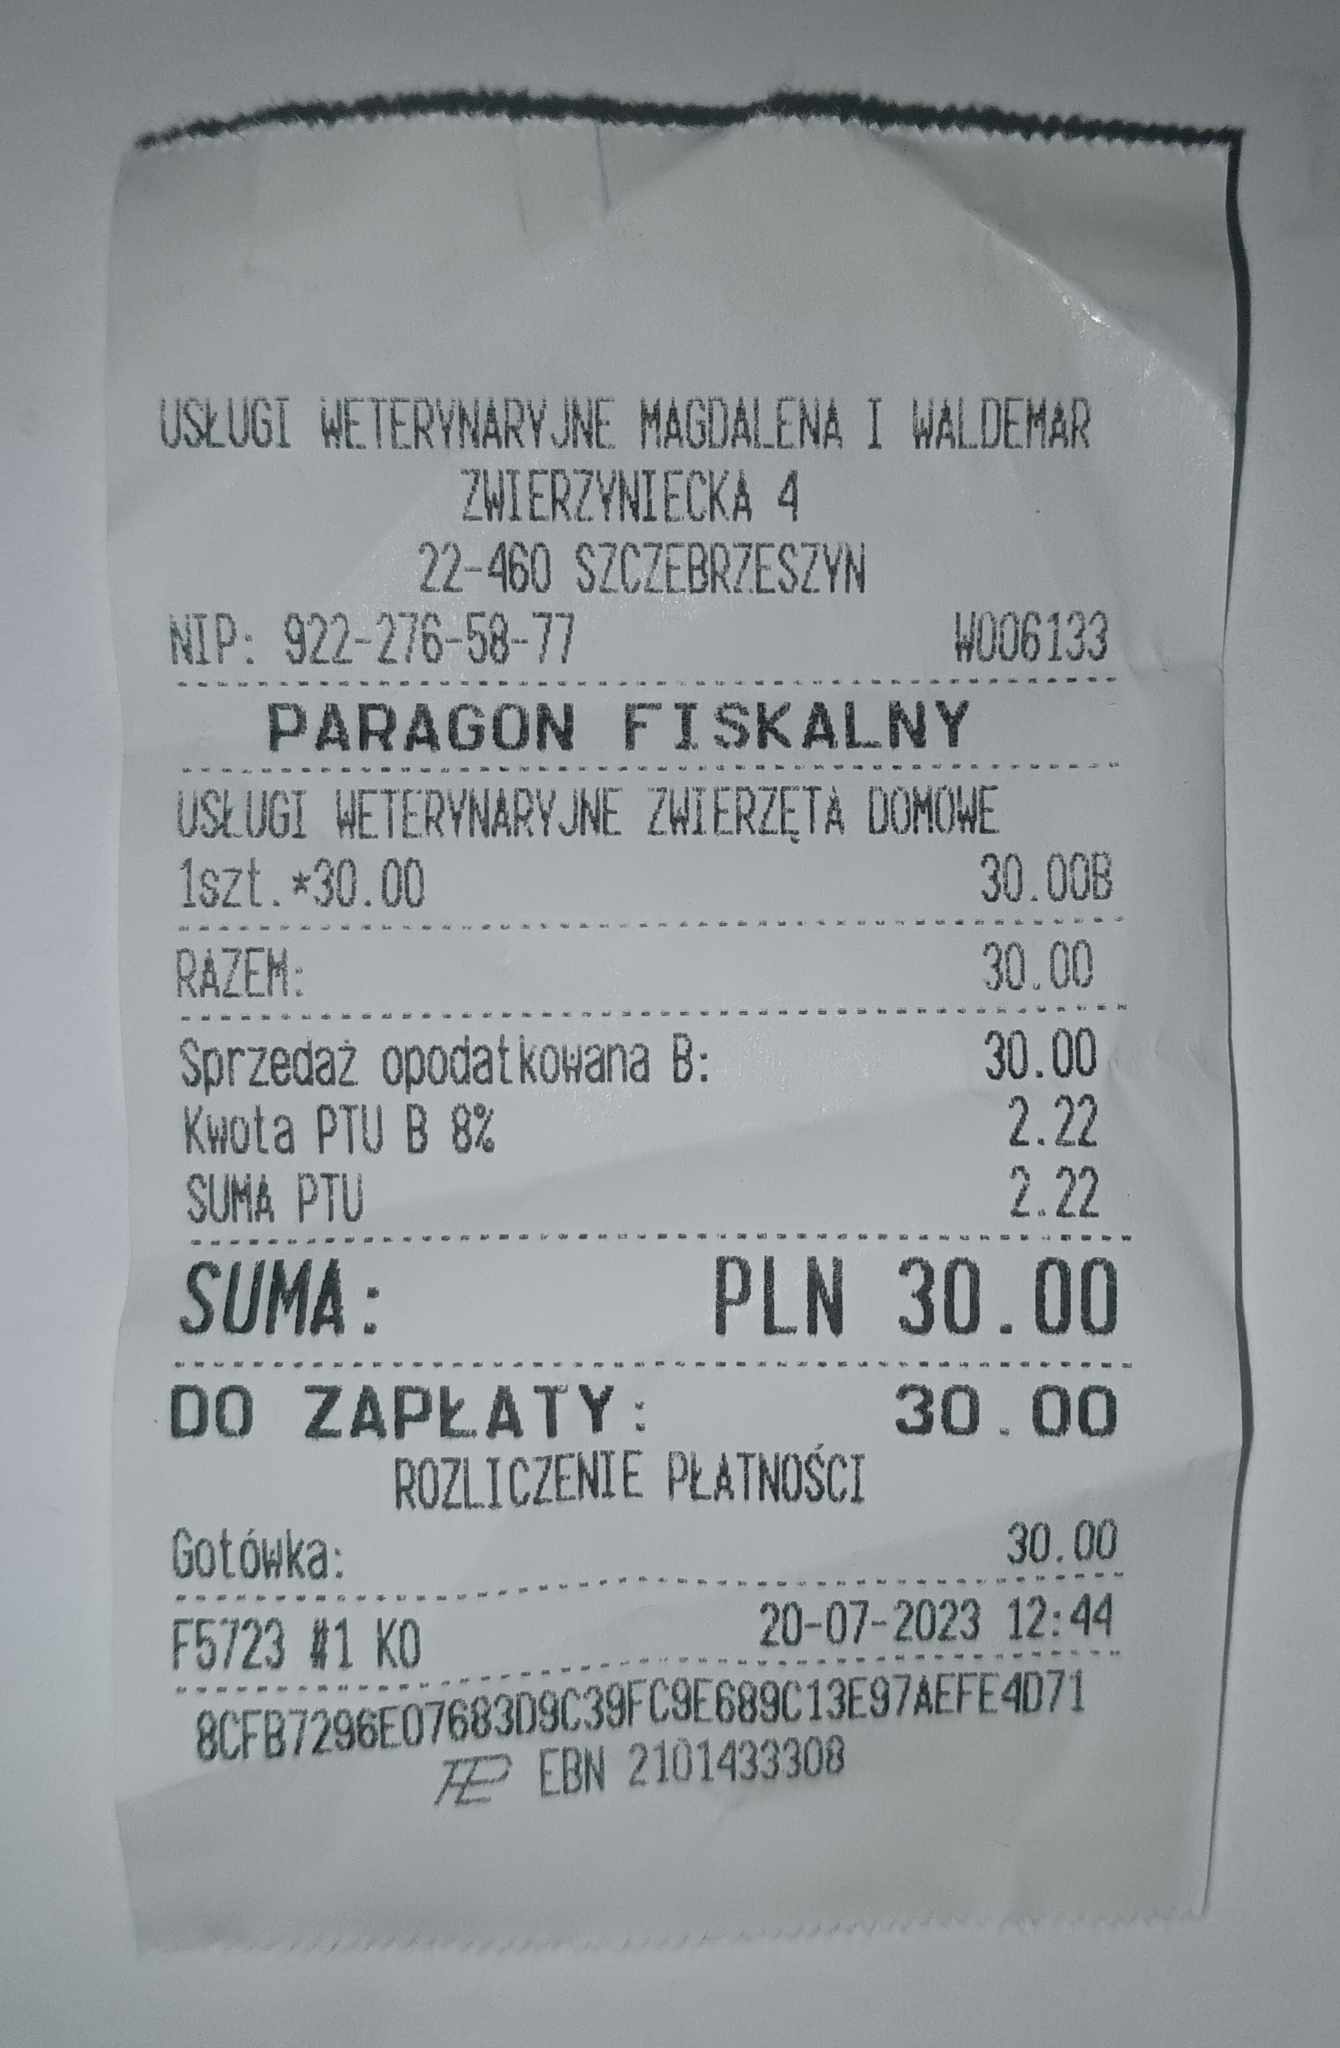 USŁUGI WETERYNARYJNE MAGDALENA I WALDEMAR
ZWIERZYNIECKA 4
22-460 SZCZEBRZESZYN
NIP: 922-276-58-77 W006133
PARAGON FISKALNY
USŁUGI WETERYNARYJNE ZWIERZĘTA DOMOWE
1szt.*30.00 30.00B
RAZEM: 30.00
Sprzedaż opodatkowana B: 30.00
Kwota PTU B 8% 2.22
SUMA PTU 2.22
SUMA: PLN 30.00
DO ZAPŁATY: 30.00
ROZLICZENIE PŁATNOŚCI
Gotówka: 30.00
F5723 #1 KO 20-07-2023 12:44
8CFB7296E07683D9C39FC9E689C13E97AEFE4D71
EBN 2101433308